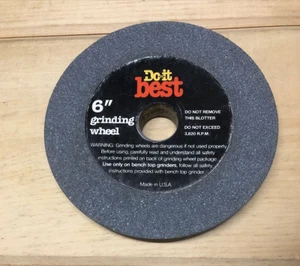 Do-it
best
6"
grinding
wheel
DO NOT REMOVE
THIS BLOTTER
DO NOT EXCEED
3,820 R.P.M.
WARNING: Grinding wheels are dangerous if not used properly.
Before using, carefully read and understand all safety
instructions printed on back of grinding wheel package.
Use only on bench top grinders, follow all safety
instructions provided with bench top grinder.
Made in U.S.A.